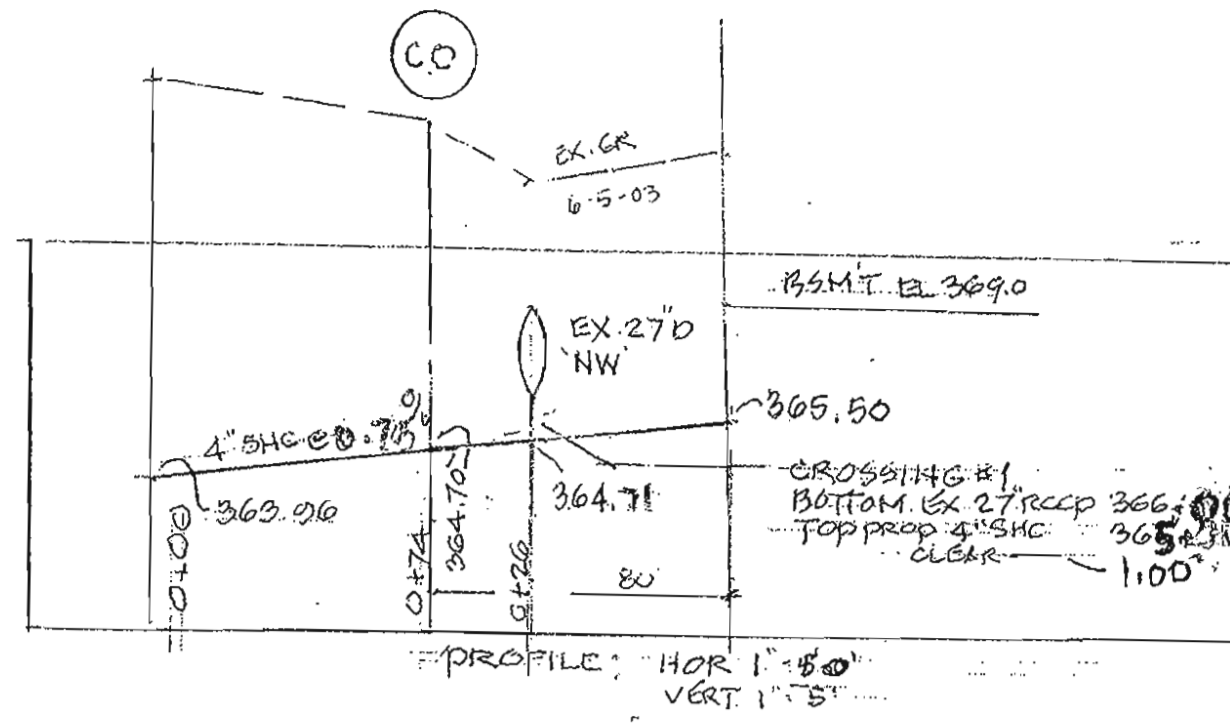 C.O
EX. GR
6-5-03
BSM'T EL 369.0
EX. 27"D
'NW'
365.50
4" SHC @ 0.75%
363.96
364.70
364.71
CROSSING #1
BOTTOM EX 27" RCCP 366
TOP PROP 4" SHC
CLEAR
1.00'
0+00
0+74
0+26
80'
PROFILE: HOR 1"
VERT 1" 5'